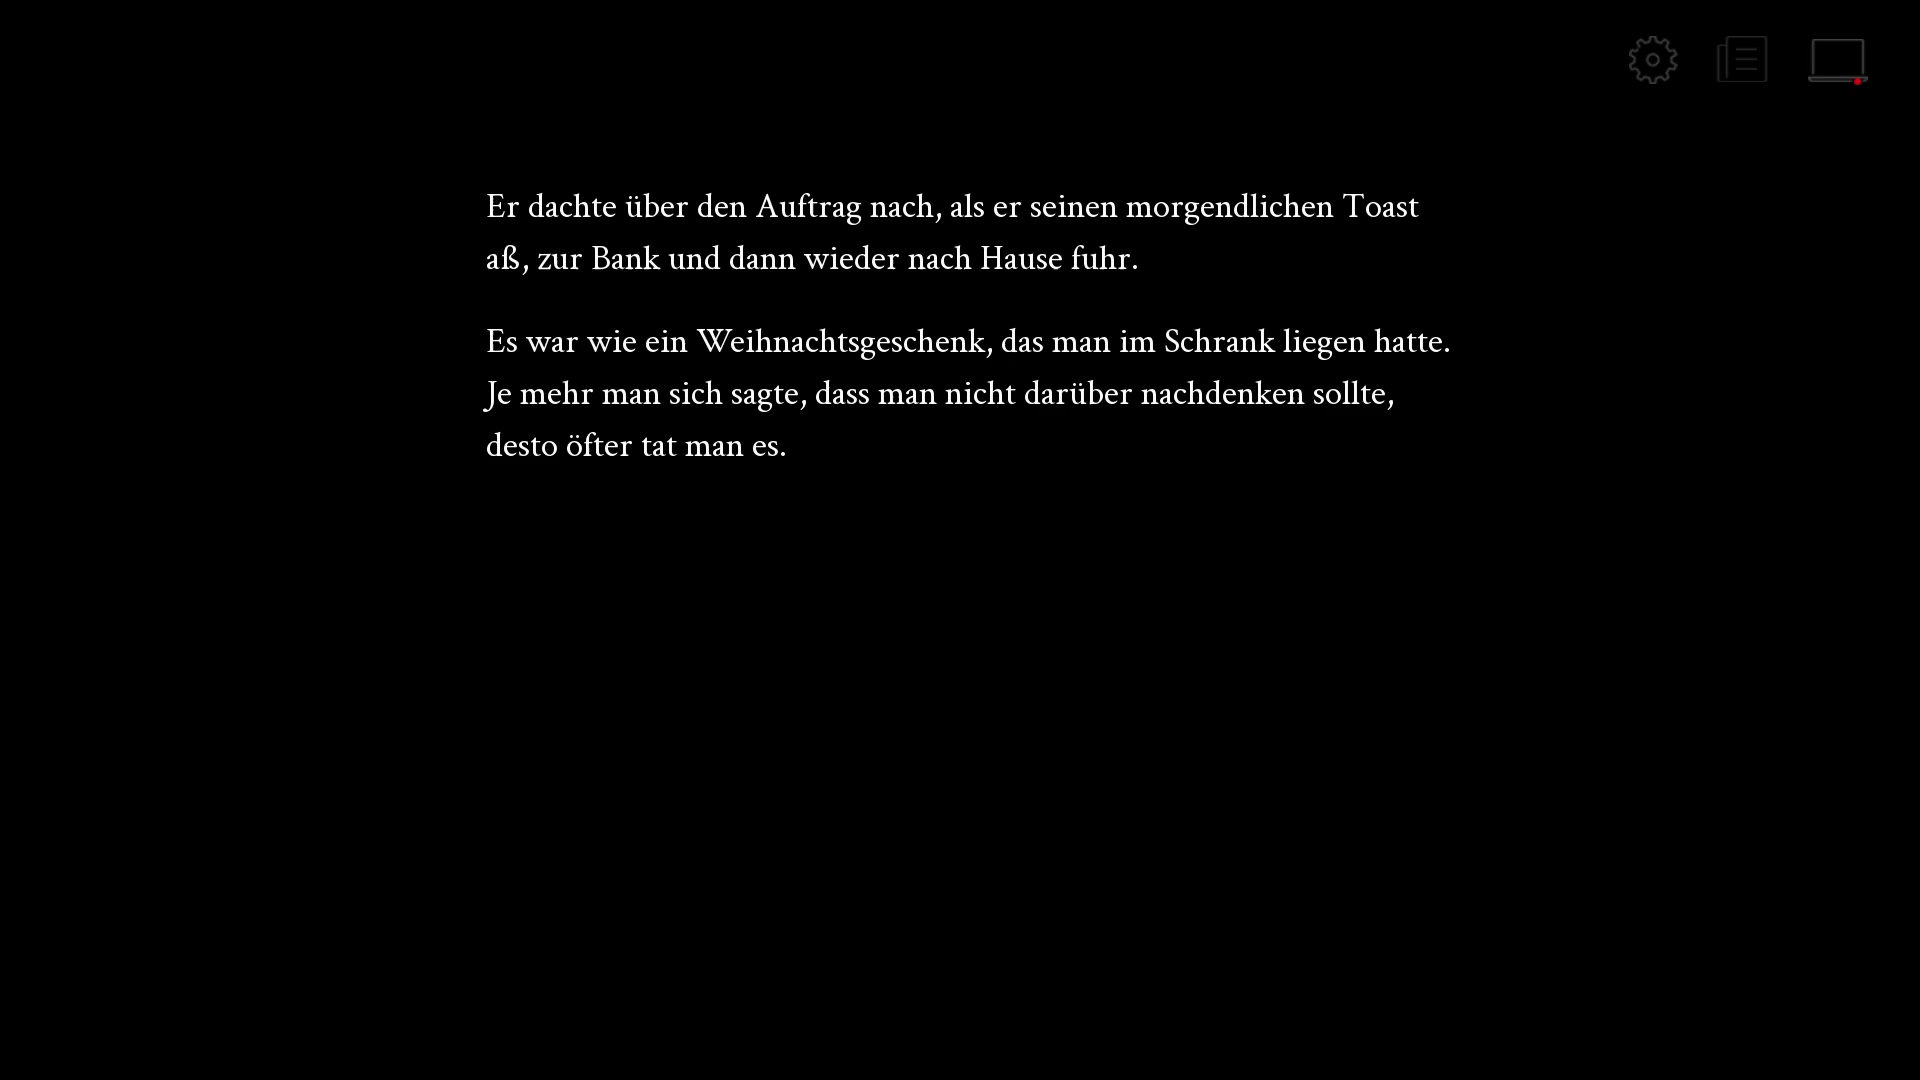 Er dachte über den Auftrag nach, als er seinen morgendlichen Toast
aß, zur Bank und dann wieder nach Hause fuhr.
Es war wie ein Weihnachtsgeschenk, das man im Schrank liegen hatte.
Je mehr man sich sagte, dass man nicht darüber nachdenken sollte,
desto öfter tat man es.